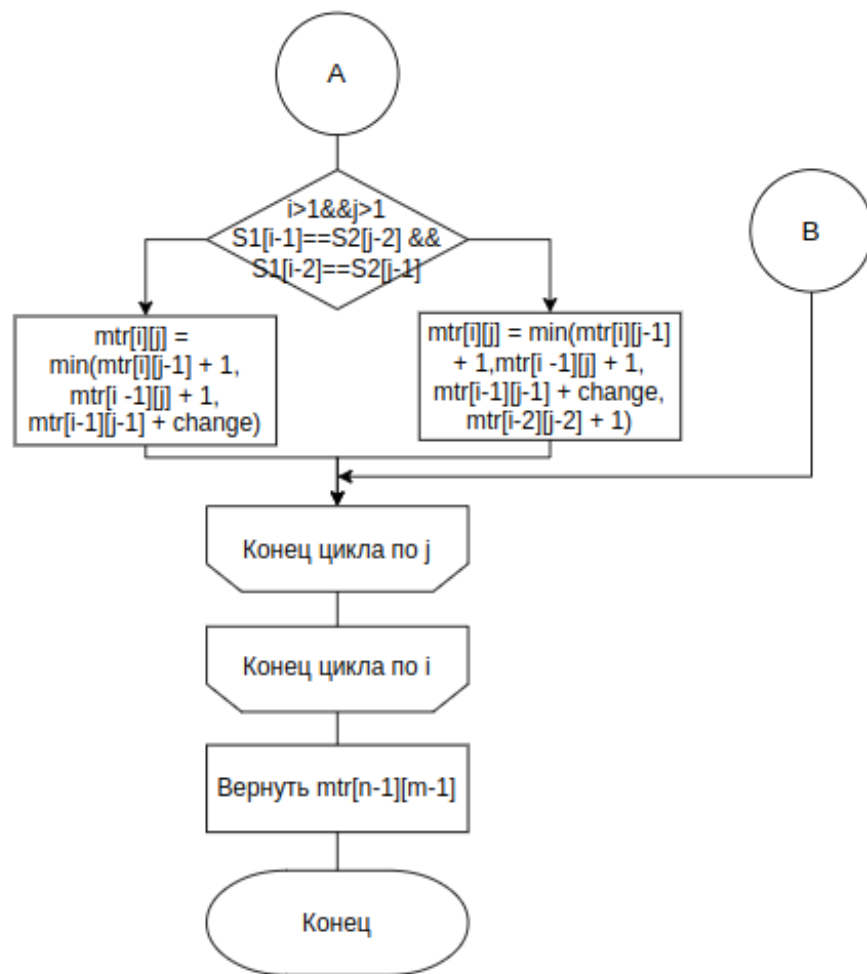 A
i>1&&j>1
S1[i-1]==S2[j-2] &&
S1[i-2]==S2[j-1]
B
mtr[i][j] =
min(mtr[i][j-1] + 1,
mtr[i -1][j] + 1,
mtr[i-1][j-1] + change)
mtr[i][j] = min(mtr[i][j-1]
+ 1,mtr[i -1][j] + 1,
mtr[i-1][j-1] + change,
mtr[i-2][j-2] + 1)
Конец цикла по j
Конец цикла по i
Вернуть mtr[n-1][m-1]
Конец